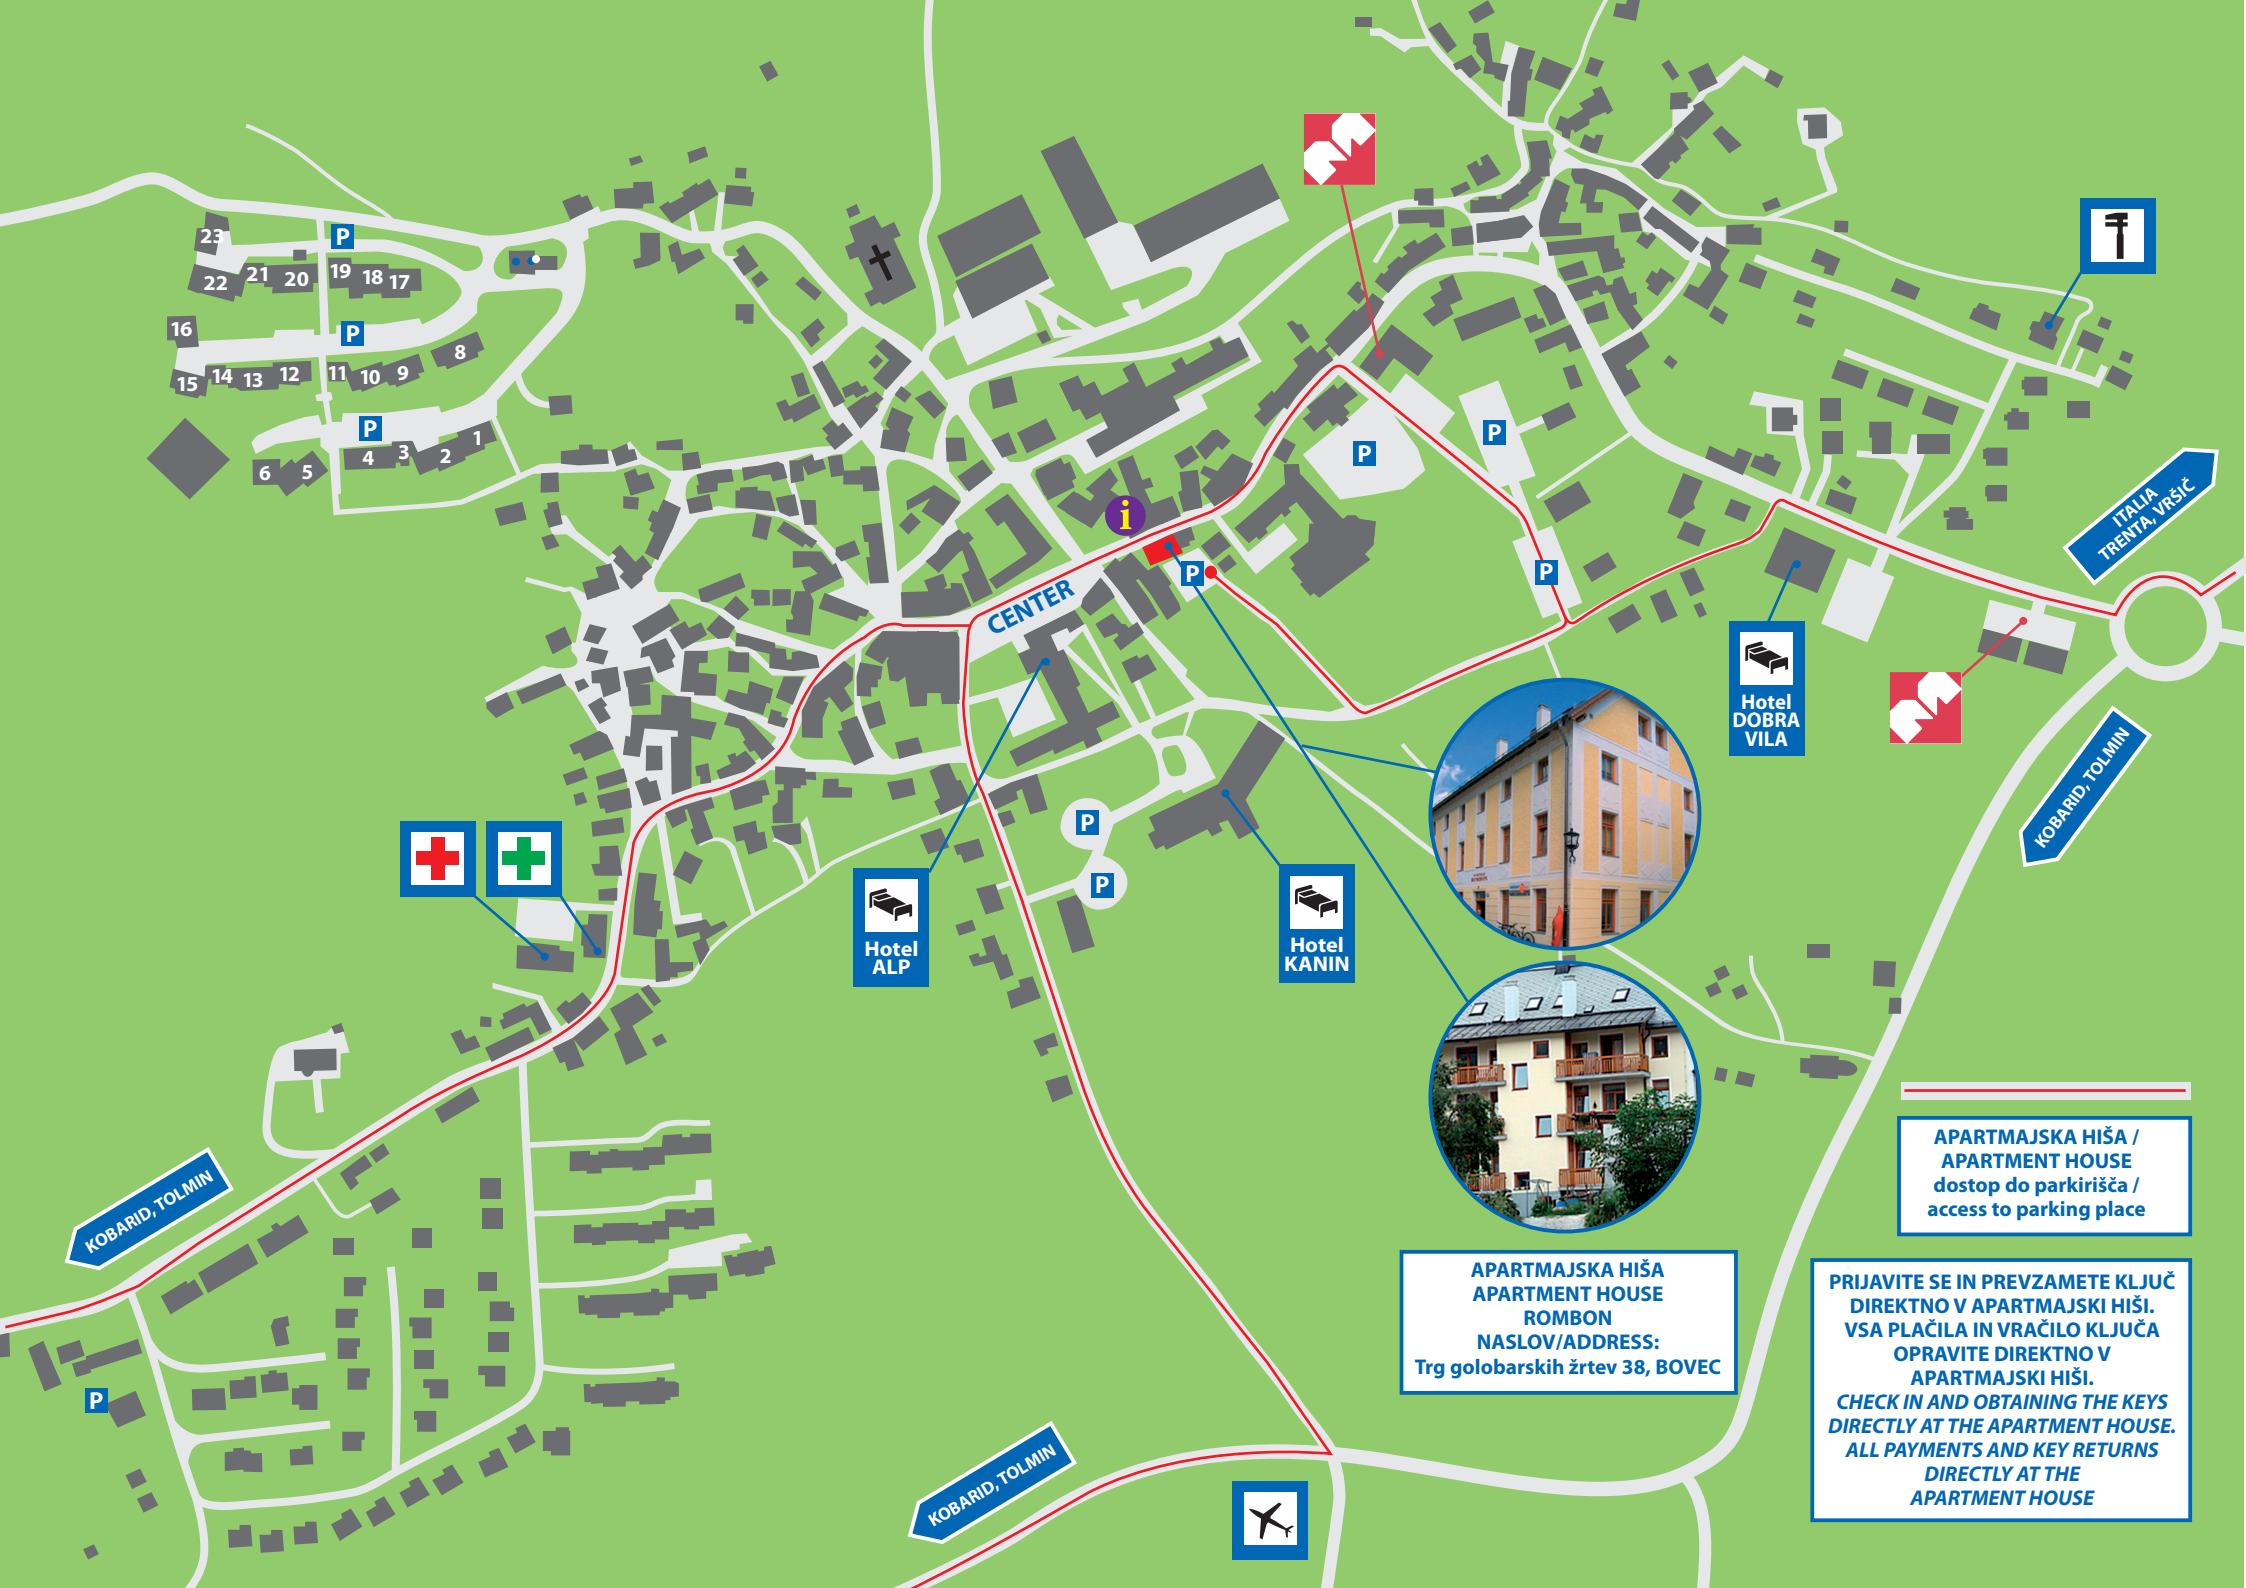 23
P
22
21
20
19
18
17
16
P
8
15
14
13
12
11
10
9
P
6
5
4
3
2
1
P
P
P
P
i
CENTER
ITALIA
TRENTA, VRŠIČ
KOBARID, TOLMIN
Hotel
DOBRA
VILA
P
P
Hotel
ALP
Hotel
KANIN
KOBARID, TOLMIN
P
KOBARID, TOLMIN
APARTMAJSKA HIŠA
APARTMENT HOUSE
ROMBON
NASLOV/ADDRESS:
Trg golobarskih žrtev 38, BOVEC
APARTMAJSKA HIŠA /
APARTMENT HOUSE
dostop do parkirišča /
access to parking place
PRIJAVITE SE IN PREVZAMETE KLJUČ
DIREKTNO V APARTMAJSKI HIŠI.
VSA PLAČILA IN VRAČILO KLJUČA
OPRAVITE DIREKTNO V
APARTMAJSKI HIŠI.
CHECK IN AND OBTAINING THE KEYS
DIRECTLY AT THE APARTMENT HOUSE.
ALL PAYMENTS AND KEY RETURNS
DIRECTLY AT THE
APARTMENT HOUSE